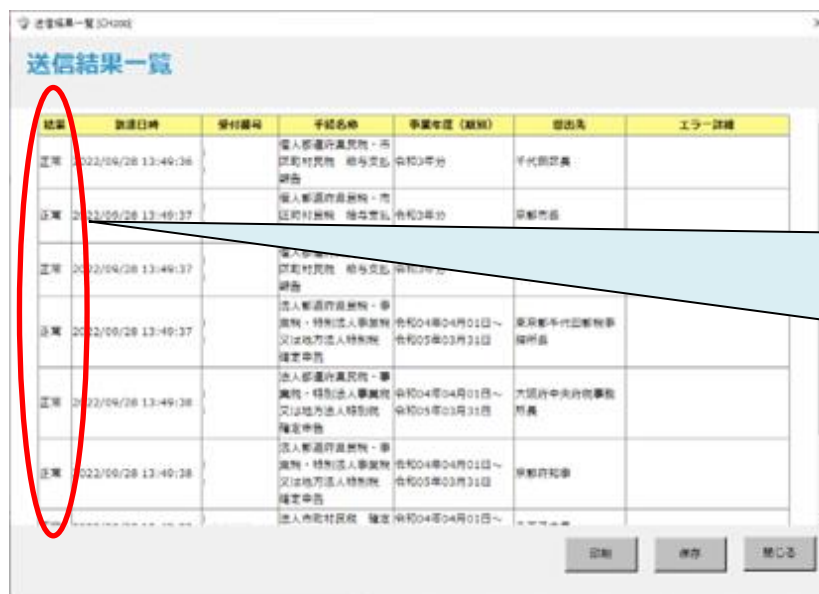 送信結果一覧 [CH200]
送信結果一覧
結果 到達日時 受付番号 手続名称 事業年度（期別） 提出先 エラー詳細
個人都道府県民税・市
正常 2022/09/28 13:49:36 区町村民税 給与支払 令和3年分 千代田区長
報告
個人都道府県民税・市
正常 2022/09/28 13:49:37 区町村民税 給与支払 令和3年分 京都市長
正常 2022/09/28 13:49:37 区町村民税 給与支払
報告
法人都道府県民税・事
業税・特別法人事業税 令和04年04月01日～ 東京都千代田都税事
正常 2022/09/28 13:49:37 又は地方法人特別税 令和05年03月31日 務所長
確定申告
法人都道府県民税・事
業税・特別法人事業税 令和04年04月01日～ 大阪府中央府税事務
正常 2022/09/28 13:49:38 又は地方法人特別税 令和05年03月31日 所長
確定申告
法人都道府県民税・事
業税・特別法人事業税 令和04年04月01日～
正常 2022/09/28 13:49:38 又は地方法人特別税 令和05年03月31日 京都府知事
確定申告
法人市町村民税 確定 令和04年04月01日～
印刷 保存 閉じる